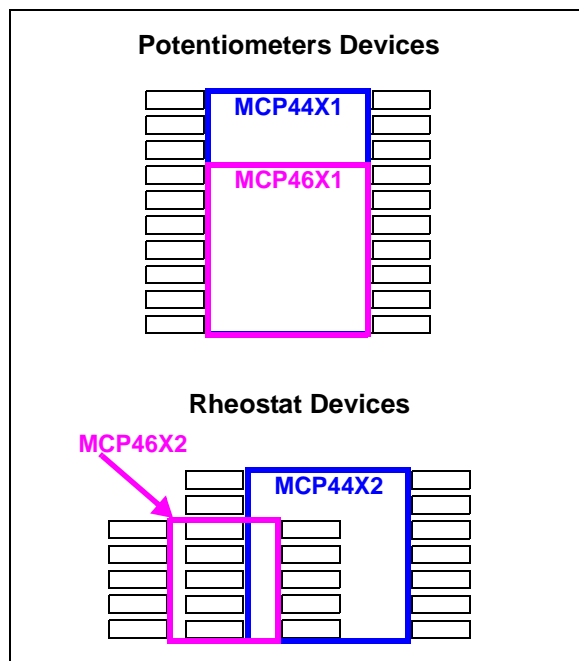 Potentiometers Devices
MCP44X1
MCP46X1
Rheostat Devices
MCP46X2
MCP44X2